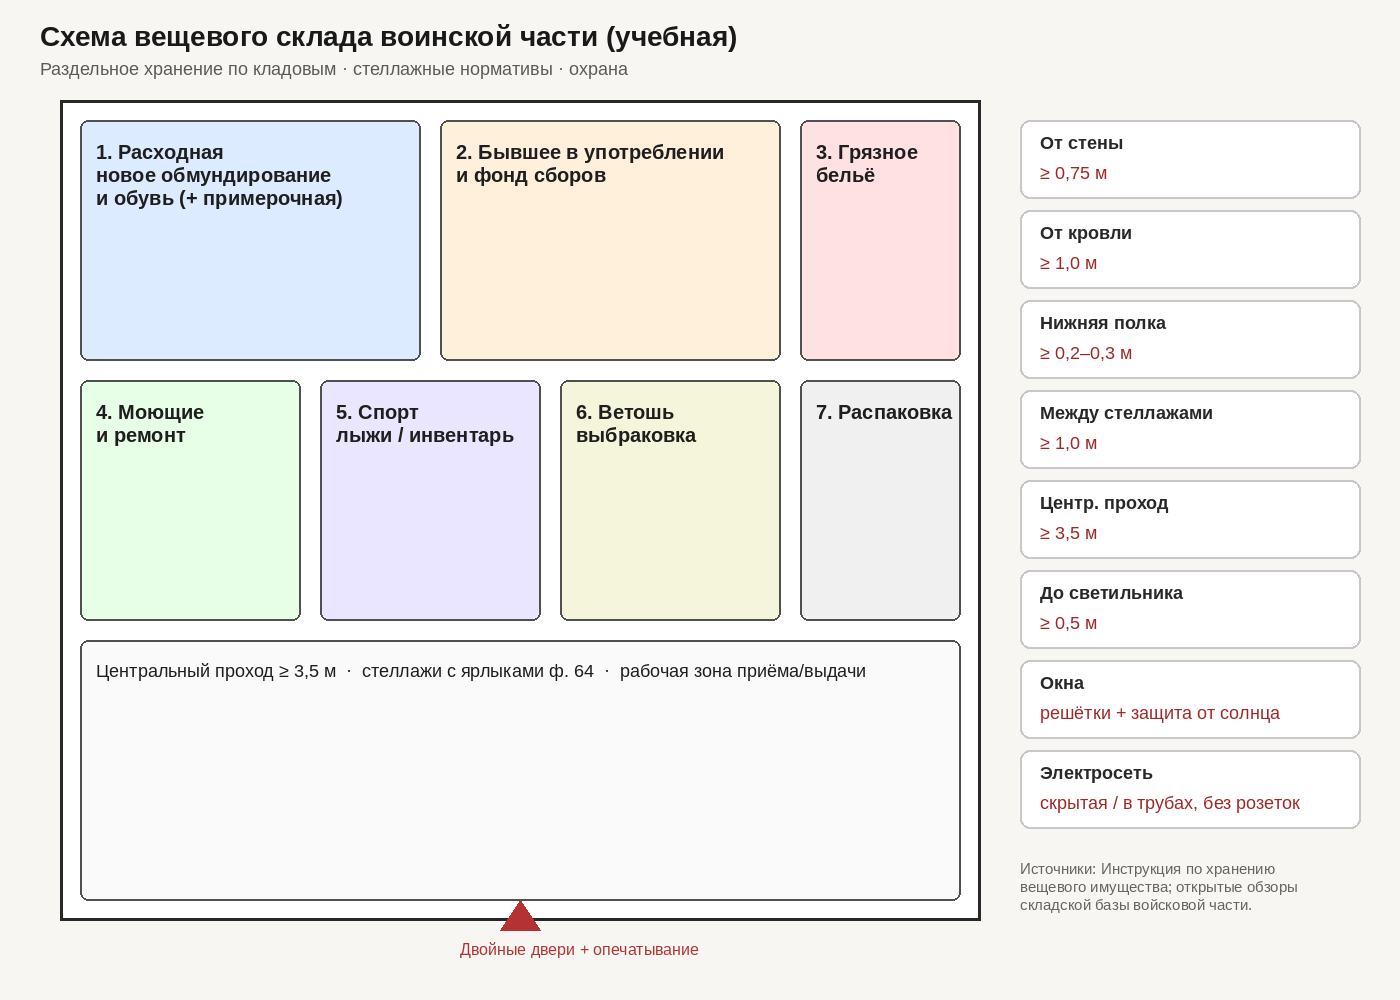 Схема вещевого склада воинской части (учебная)
Раздельное хранение по кладовым · стеллажные нормативы · охрана
1. Расходная
новое обмундирование
и обувь (+ примерочная)
2. Бывшее в употреблении
и фонд сборов
3. Грязное
бельё
4. Моющие
и ремонт
5. Спорт
лыжи / инвентарь
6. Ветошь
выбраковка
7. Распаковка
Центральный проход ≥ 3,5 м · стеллажи с ярлыками ф. 64 · рабочая зона приёма/выдачи
Двойные двери + опечатывание
От стены
≥ 0,75 м
От кровли
≥ 1,0 м
Нижняя полка
≥ 0,2–0,3 м
Между стеллажами
≥ 1,0 м
Центр. проход
≥ 3,5 м
До светильника
≥ 0,5 м
Окна
решётки + защита от солнца
Электросеть
скрытая / в трубах, без розеток
Источники: Инструкция по хранению
вещевого имущества; открытые обзоры
складской базы войсковой части.